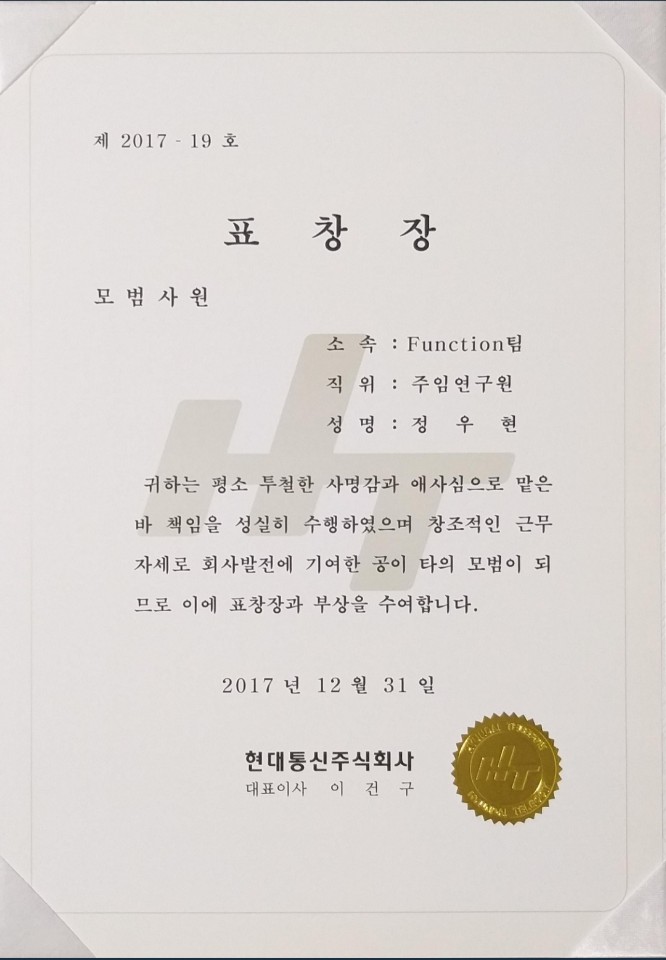 제 2017 - 19 호
표 창 장
모 범 사 원
소 속 : Function팀
직 위 : 주임연구원
성 명 : 정 우 현
귀하는 평소 투철한 사명감과 애사심으로 맡은
바 책임을 성실히 수행하였으며 창조적인 근무
자세로 회사발전에 기여한 공이 타의 모범이 되
므로 이에 표창장과 부상을 수여합니다.
2017 년 12 월 31 일
현대통신주식회사
대표이사 이 건 구
HT